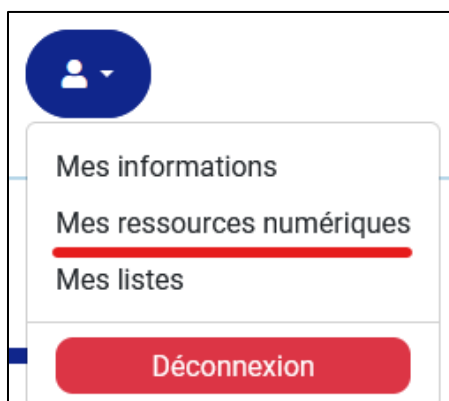 Mes informations
Mes ressources numériques
Mes listes
Déconnexion